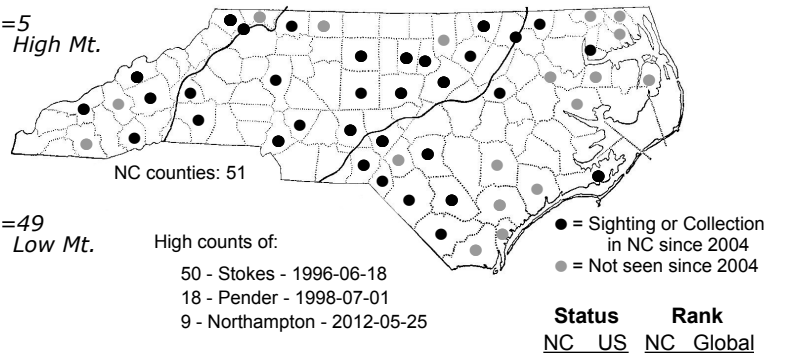 =5
High Mt.
NC counties: 51
=49
Low Mt.
High counts of:
50 - Stokes - 1996-06-18
18 - Pender - 1998-07-01
9 - Northampton - 2012-05-25
= Sighting or Collection
in NC since 2004
= Not seen since 2004
Status Rank
NC US NC Global